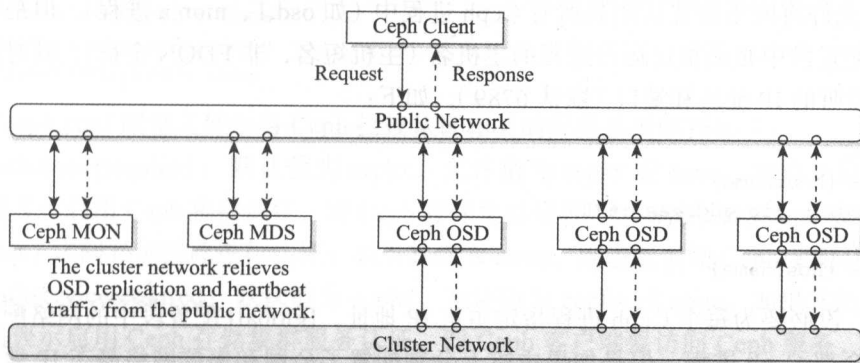 Ceph Client
Request
Response
Public Network
Ceph MON
Ceph MDS
Ceph OSD
Ceph OSD
Ceph OSD
The cluster network relieves
OSD replication and heartbeat
traffic from the public network.
Cluster Network